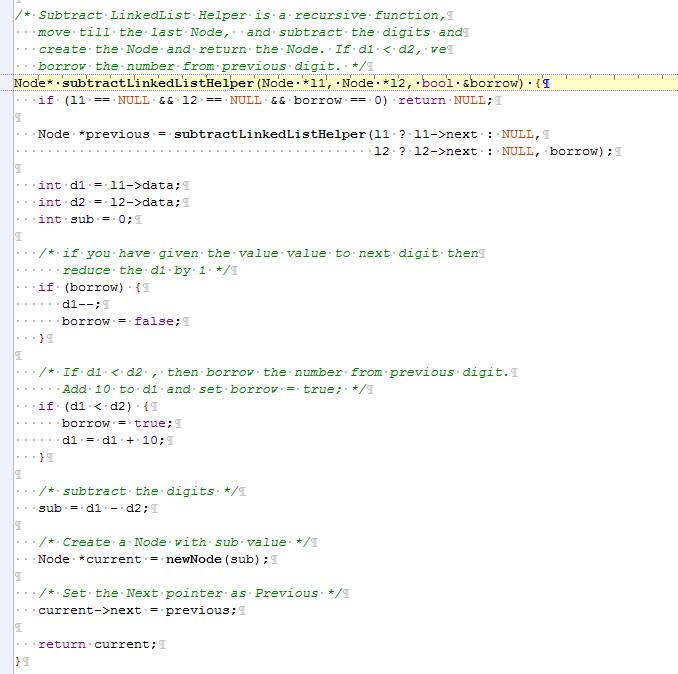 /* Subtract LinkedList Helper is a recursive function,
   move till the last Node,  and subtract the digits and
   create the Node and return the Node. If d1 < d2, we
   borrow the number from previous digit. */
Node* subtractLinkedListHelper(Node *l1, Node *l2, bool &borrow) {
   if (l1 == NULL && l2 == NULL && borrow == 0) return NULL;

   Node *previous = subtractLinkedListHelper(l1 ? l1->next : NULL,
                                             l2 ? l2->next : NULL, borrow);

   int d1 = l1->data;
   int d2 = l2->data;
   int sub = 0;

   /* if you have given the value value to next digit then
      reduce the d1 by 1 */
   if (borrow) {
      d1--;
      borrow = false;
   }

   /* If d1 < d2 , then borrow the number from previous digit.
      Add 10 to d1 and set borrow = true; */
   if (d1 < d2) {
      borrow = true;
      d1 = d1 + 10;
   }

   /* subtract the digits */
   sub = d1 - d2;

   /* Create a Node with sub value */
   Node *current = newNode(sub);

   /* Set the Next pointer as Previous */
   current->next = previous;

   return current;
}